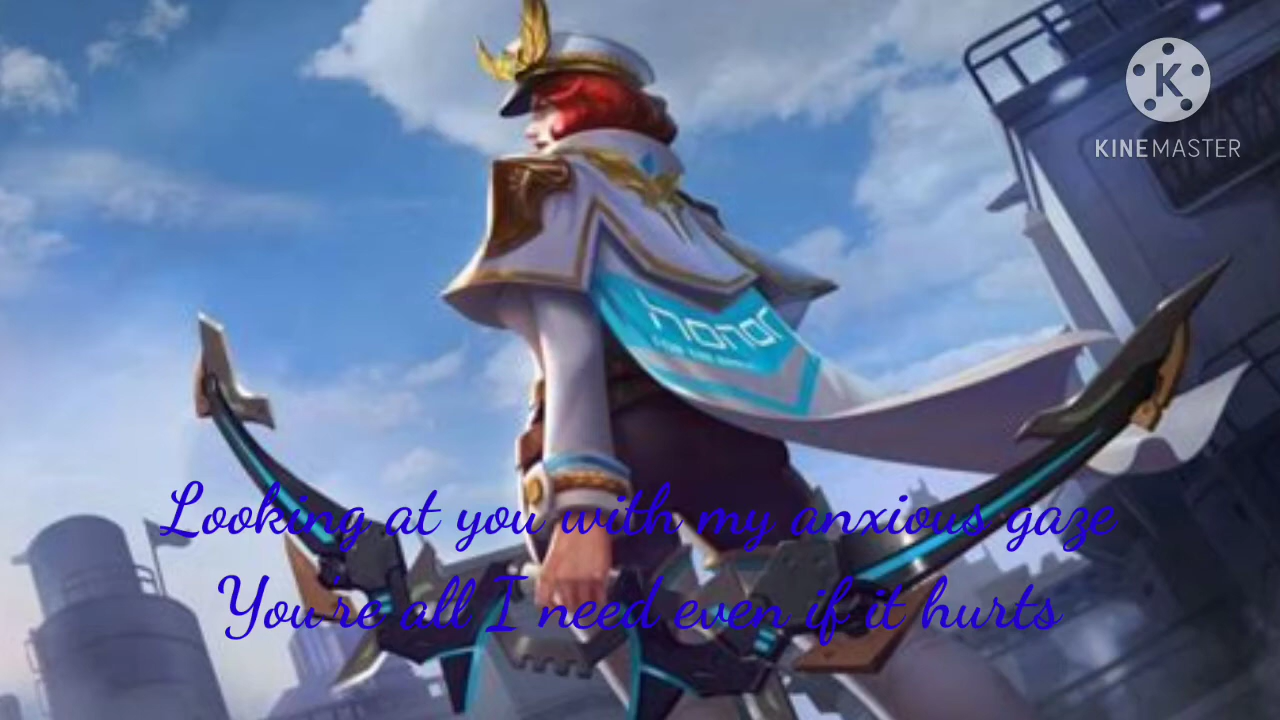 K
KINEMASTER
honor
Looking at you with my anxious gaze
You're all I need even if it hurts